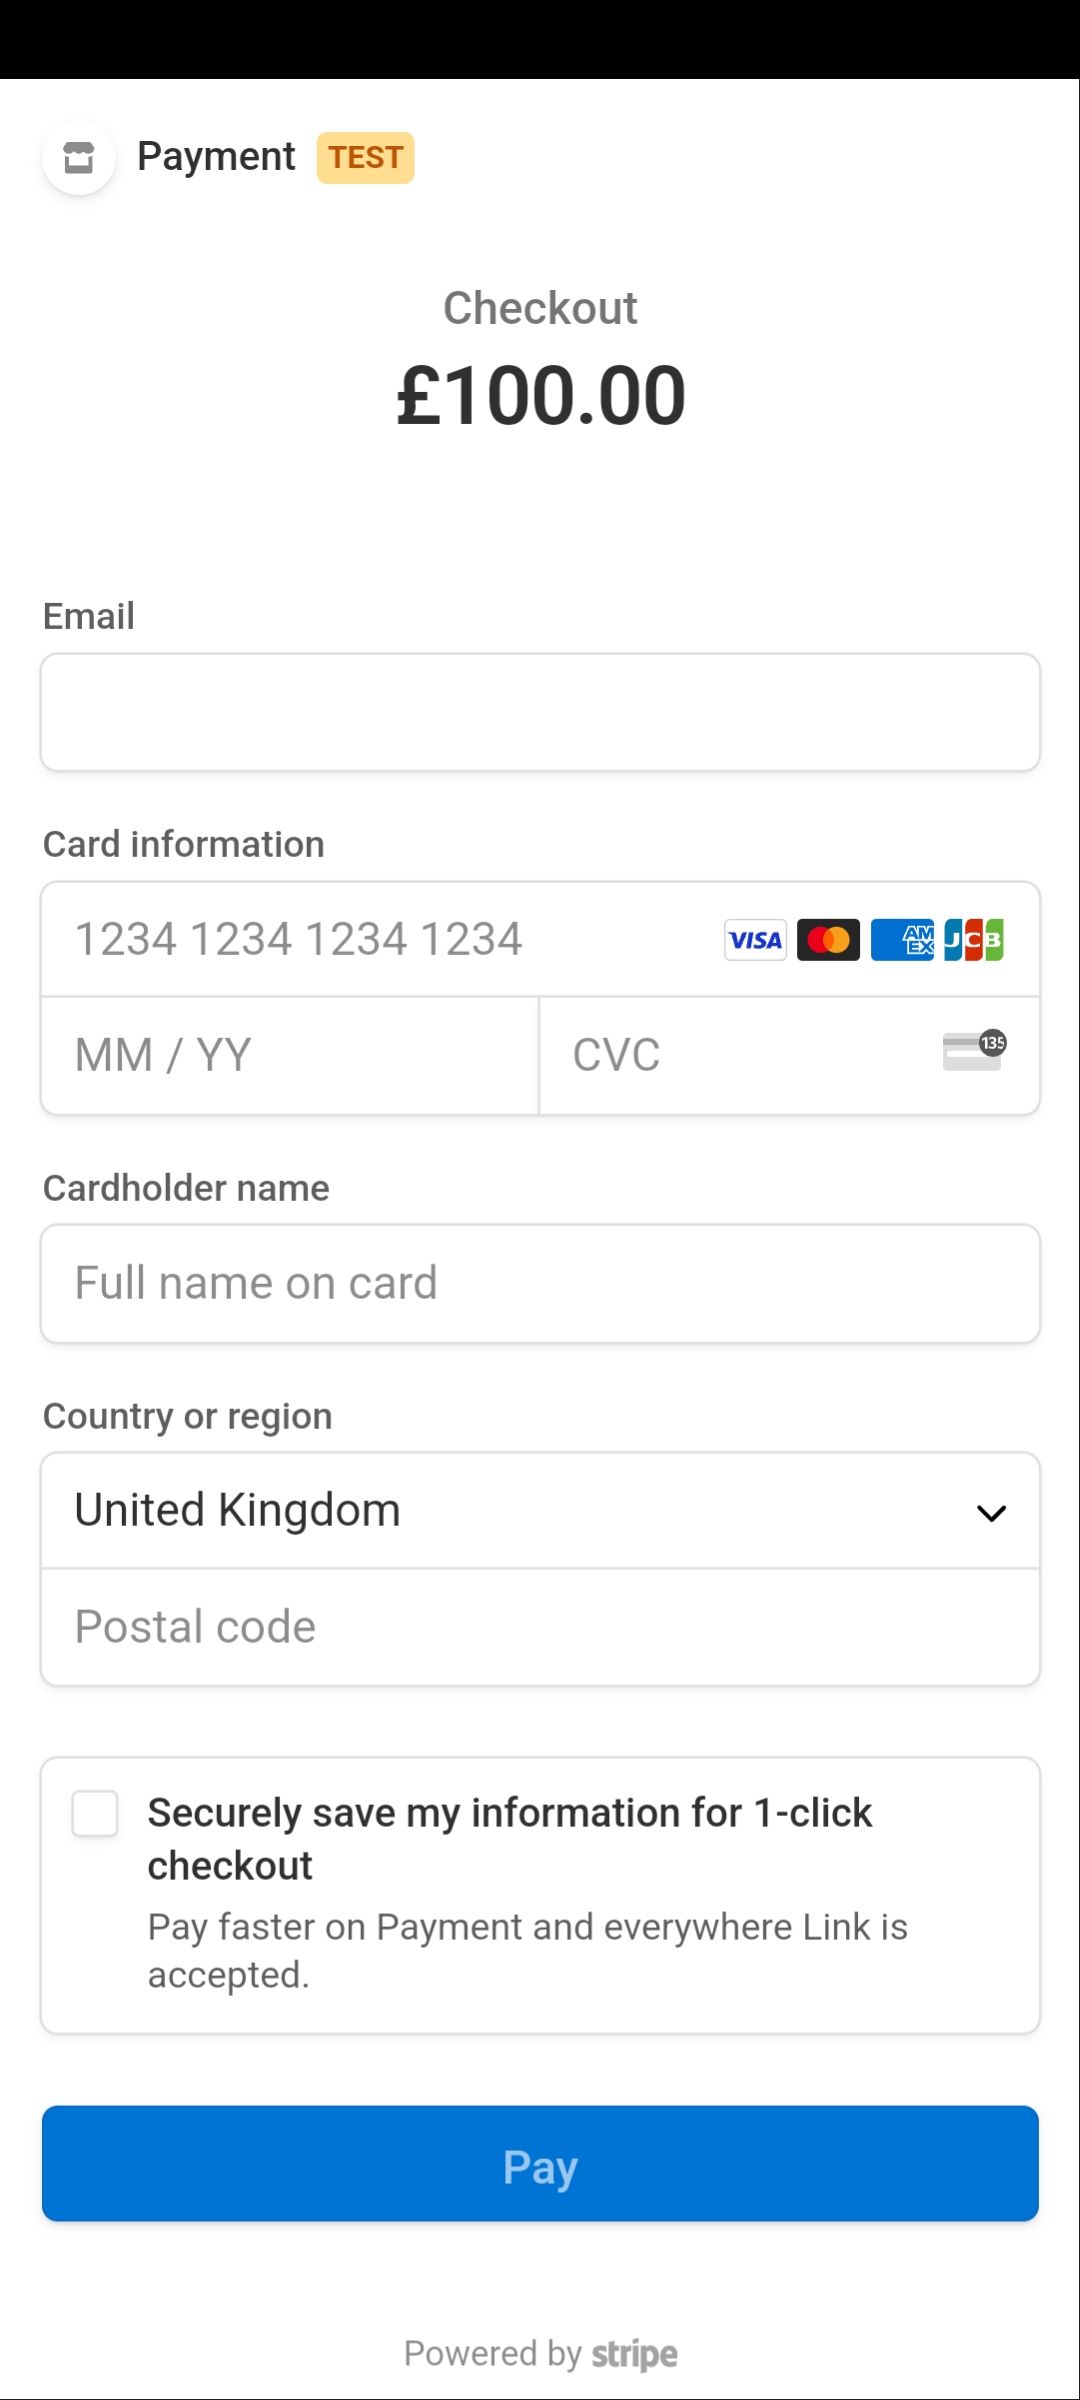 Payment TEST
Checkout
£100.00
Email
Card information
1234 1234 1234 1234 VISA AMEX JCB
MM / YY CVC 135
Cardholder name
Full name on card
Country or region
United Kingdom
Postal code
Securely save my information for 1-click
checkout
Pay faster on Payment and everywhere Link is
accepted.
Pay
Powered by stripe